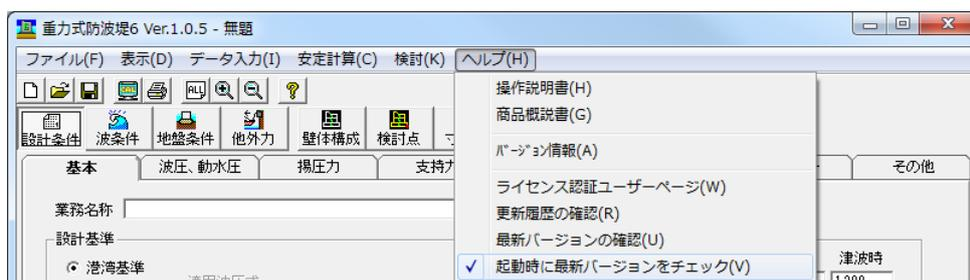 重力式防波堤6 Ver.1.0.5 - 無題
ファイル(F) 表示(D) データ入力(I) 安定計算(C) 検討(K) ヘルプ(H)
ALL
設計条件 波条件 地盤条件 他外力 壁体構成 検討点
基本 波圧、動水圧 揚圧力 支持力 その他
業務名称
設計基準
港湾基準
津波時
操作説明書(H)
商品概説書(G)
バージョン情報(A)
ライセンス認証ユーザーページ(W)
更新履歴の確認(R)
最新バージョンの確認(U)
起動時に最新バージョンをチェック(V)